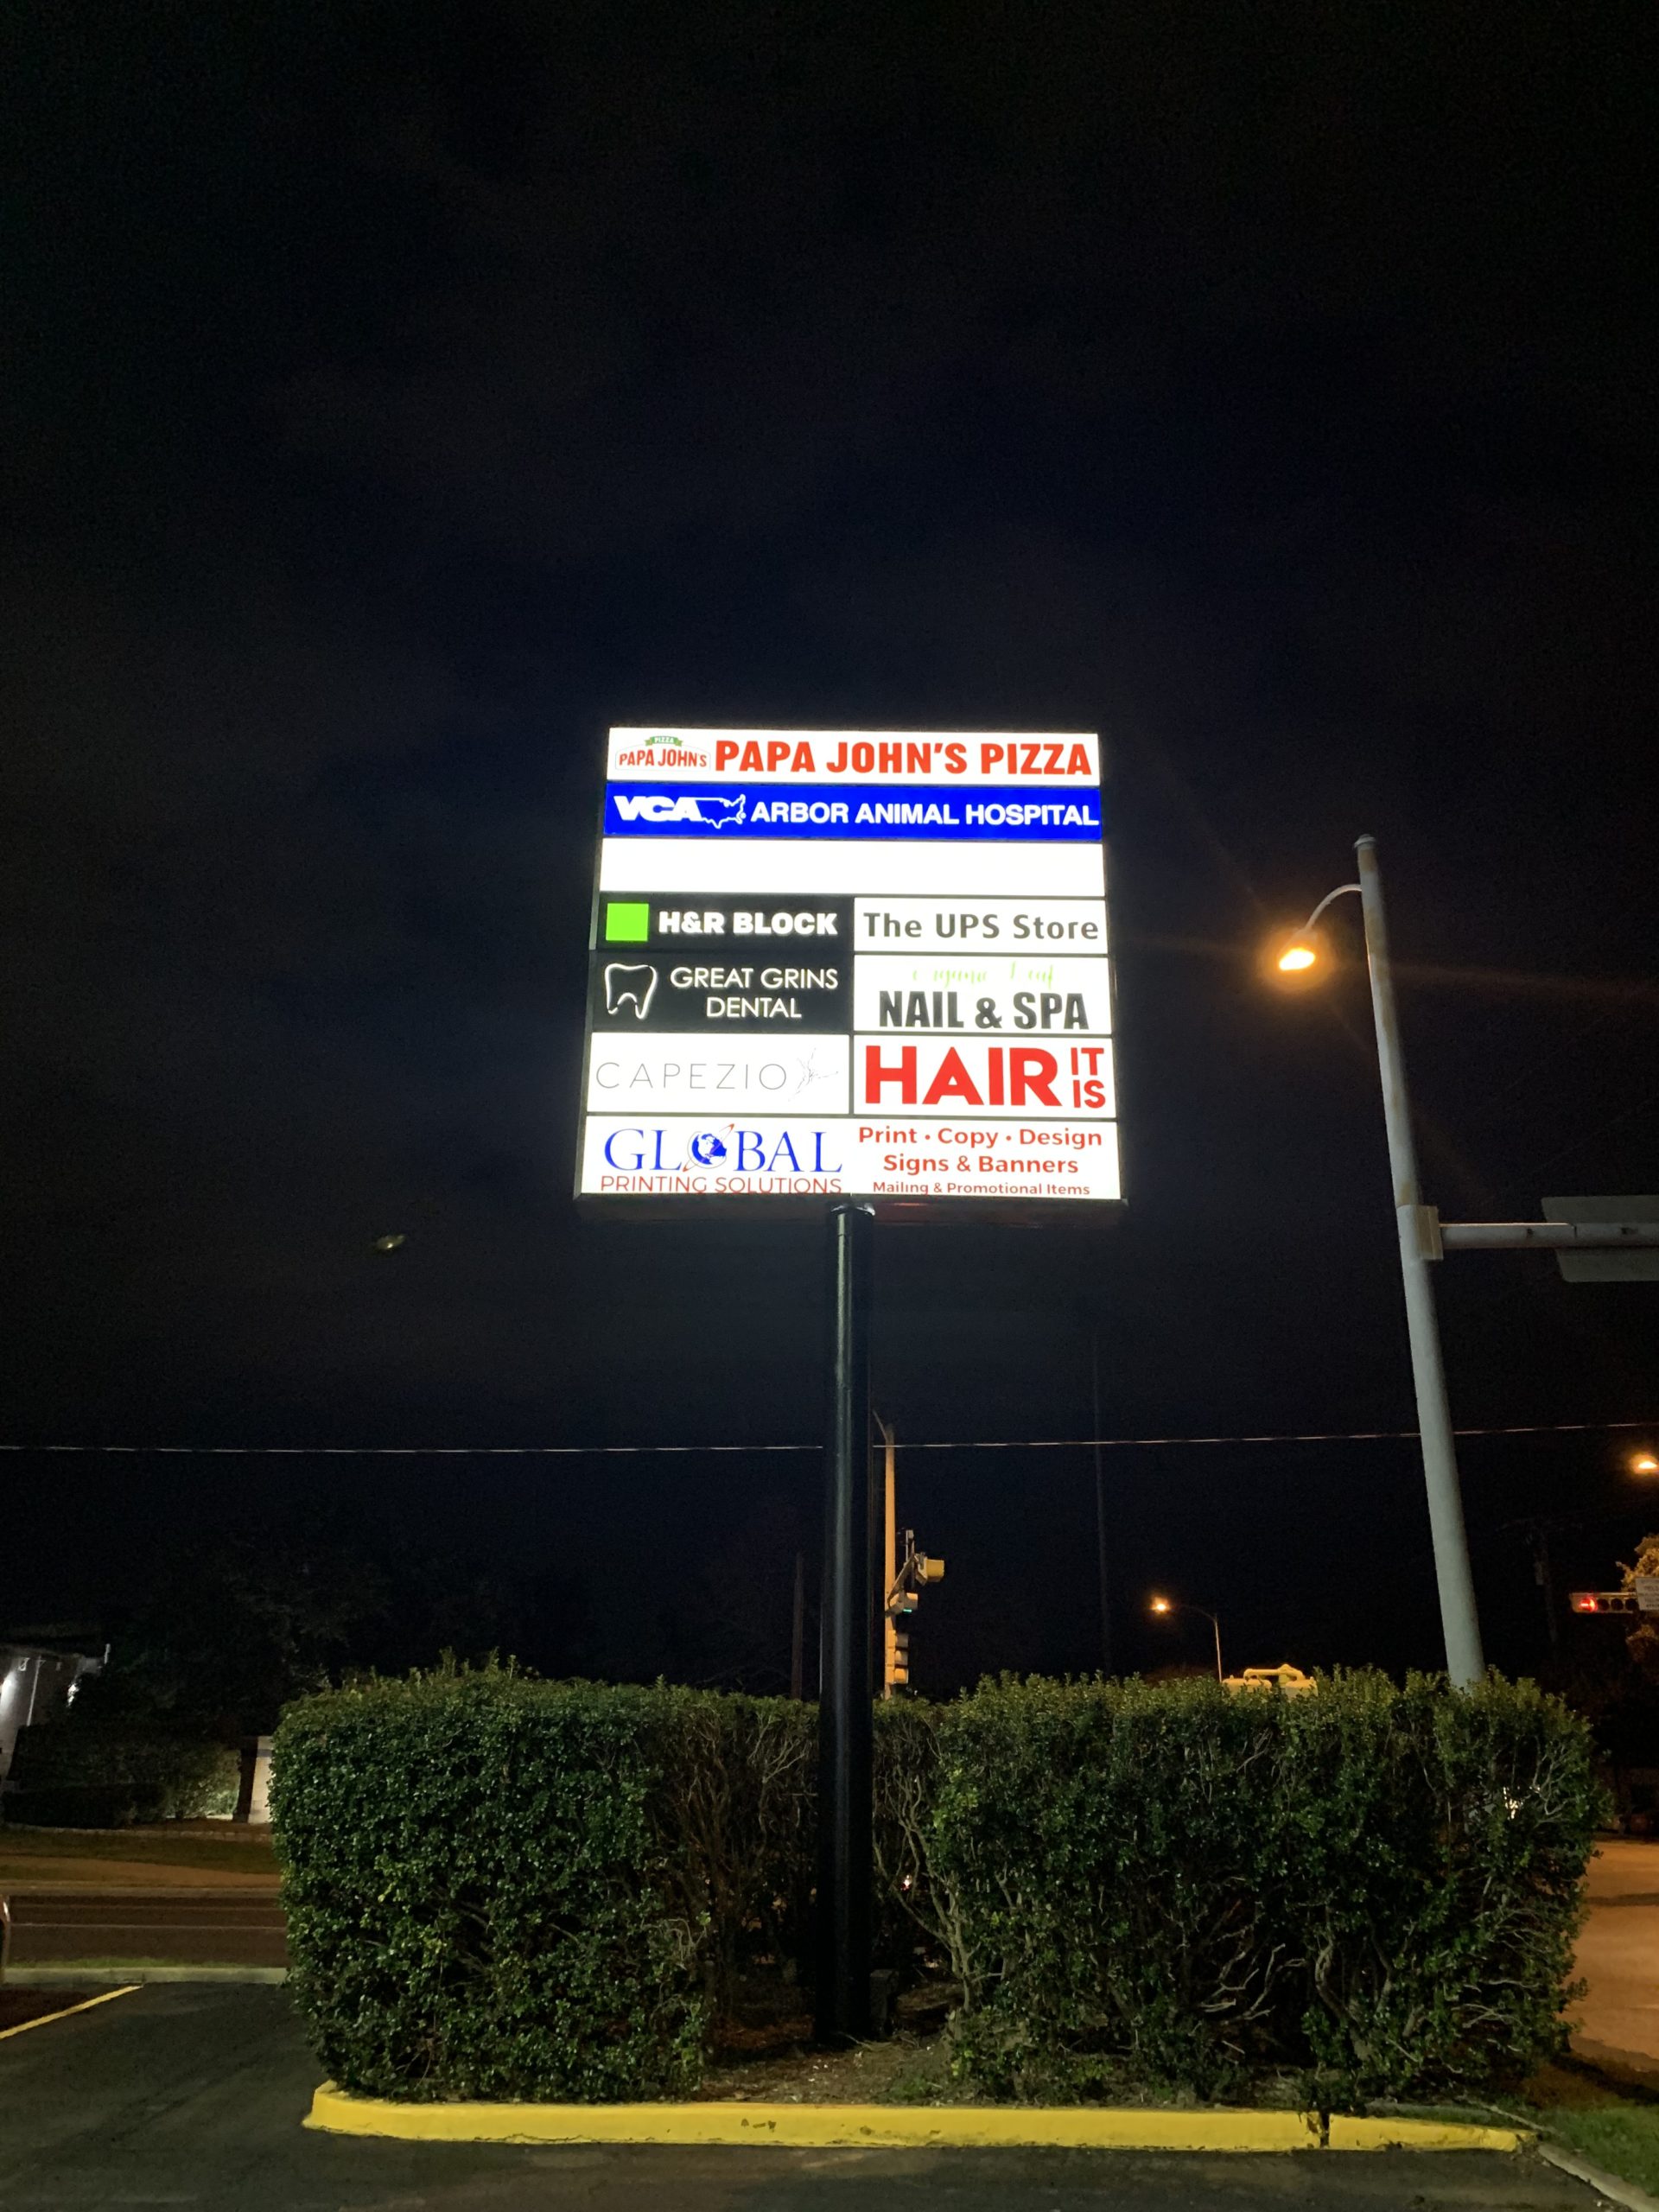 PIZZA
PAPA JOHN'S
PAPA JOHN'S PIZZA
VCA ARBOR ANIMAL HOSPITAL
H&R BLOCK
The UPS Store
GREAT GRINS
DENTAL
NAIL & SPA
CAPEZIO
HAIR IT IS
GLOBAL
PRINTING SOLUTIONS
Print • Copy • Design
Signs & Banners
Mailing & Promotional Items